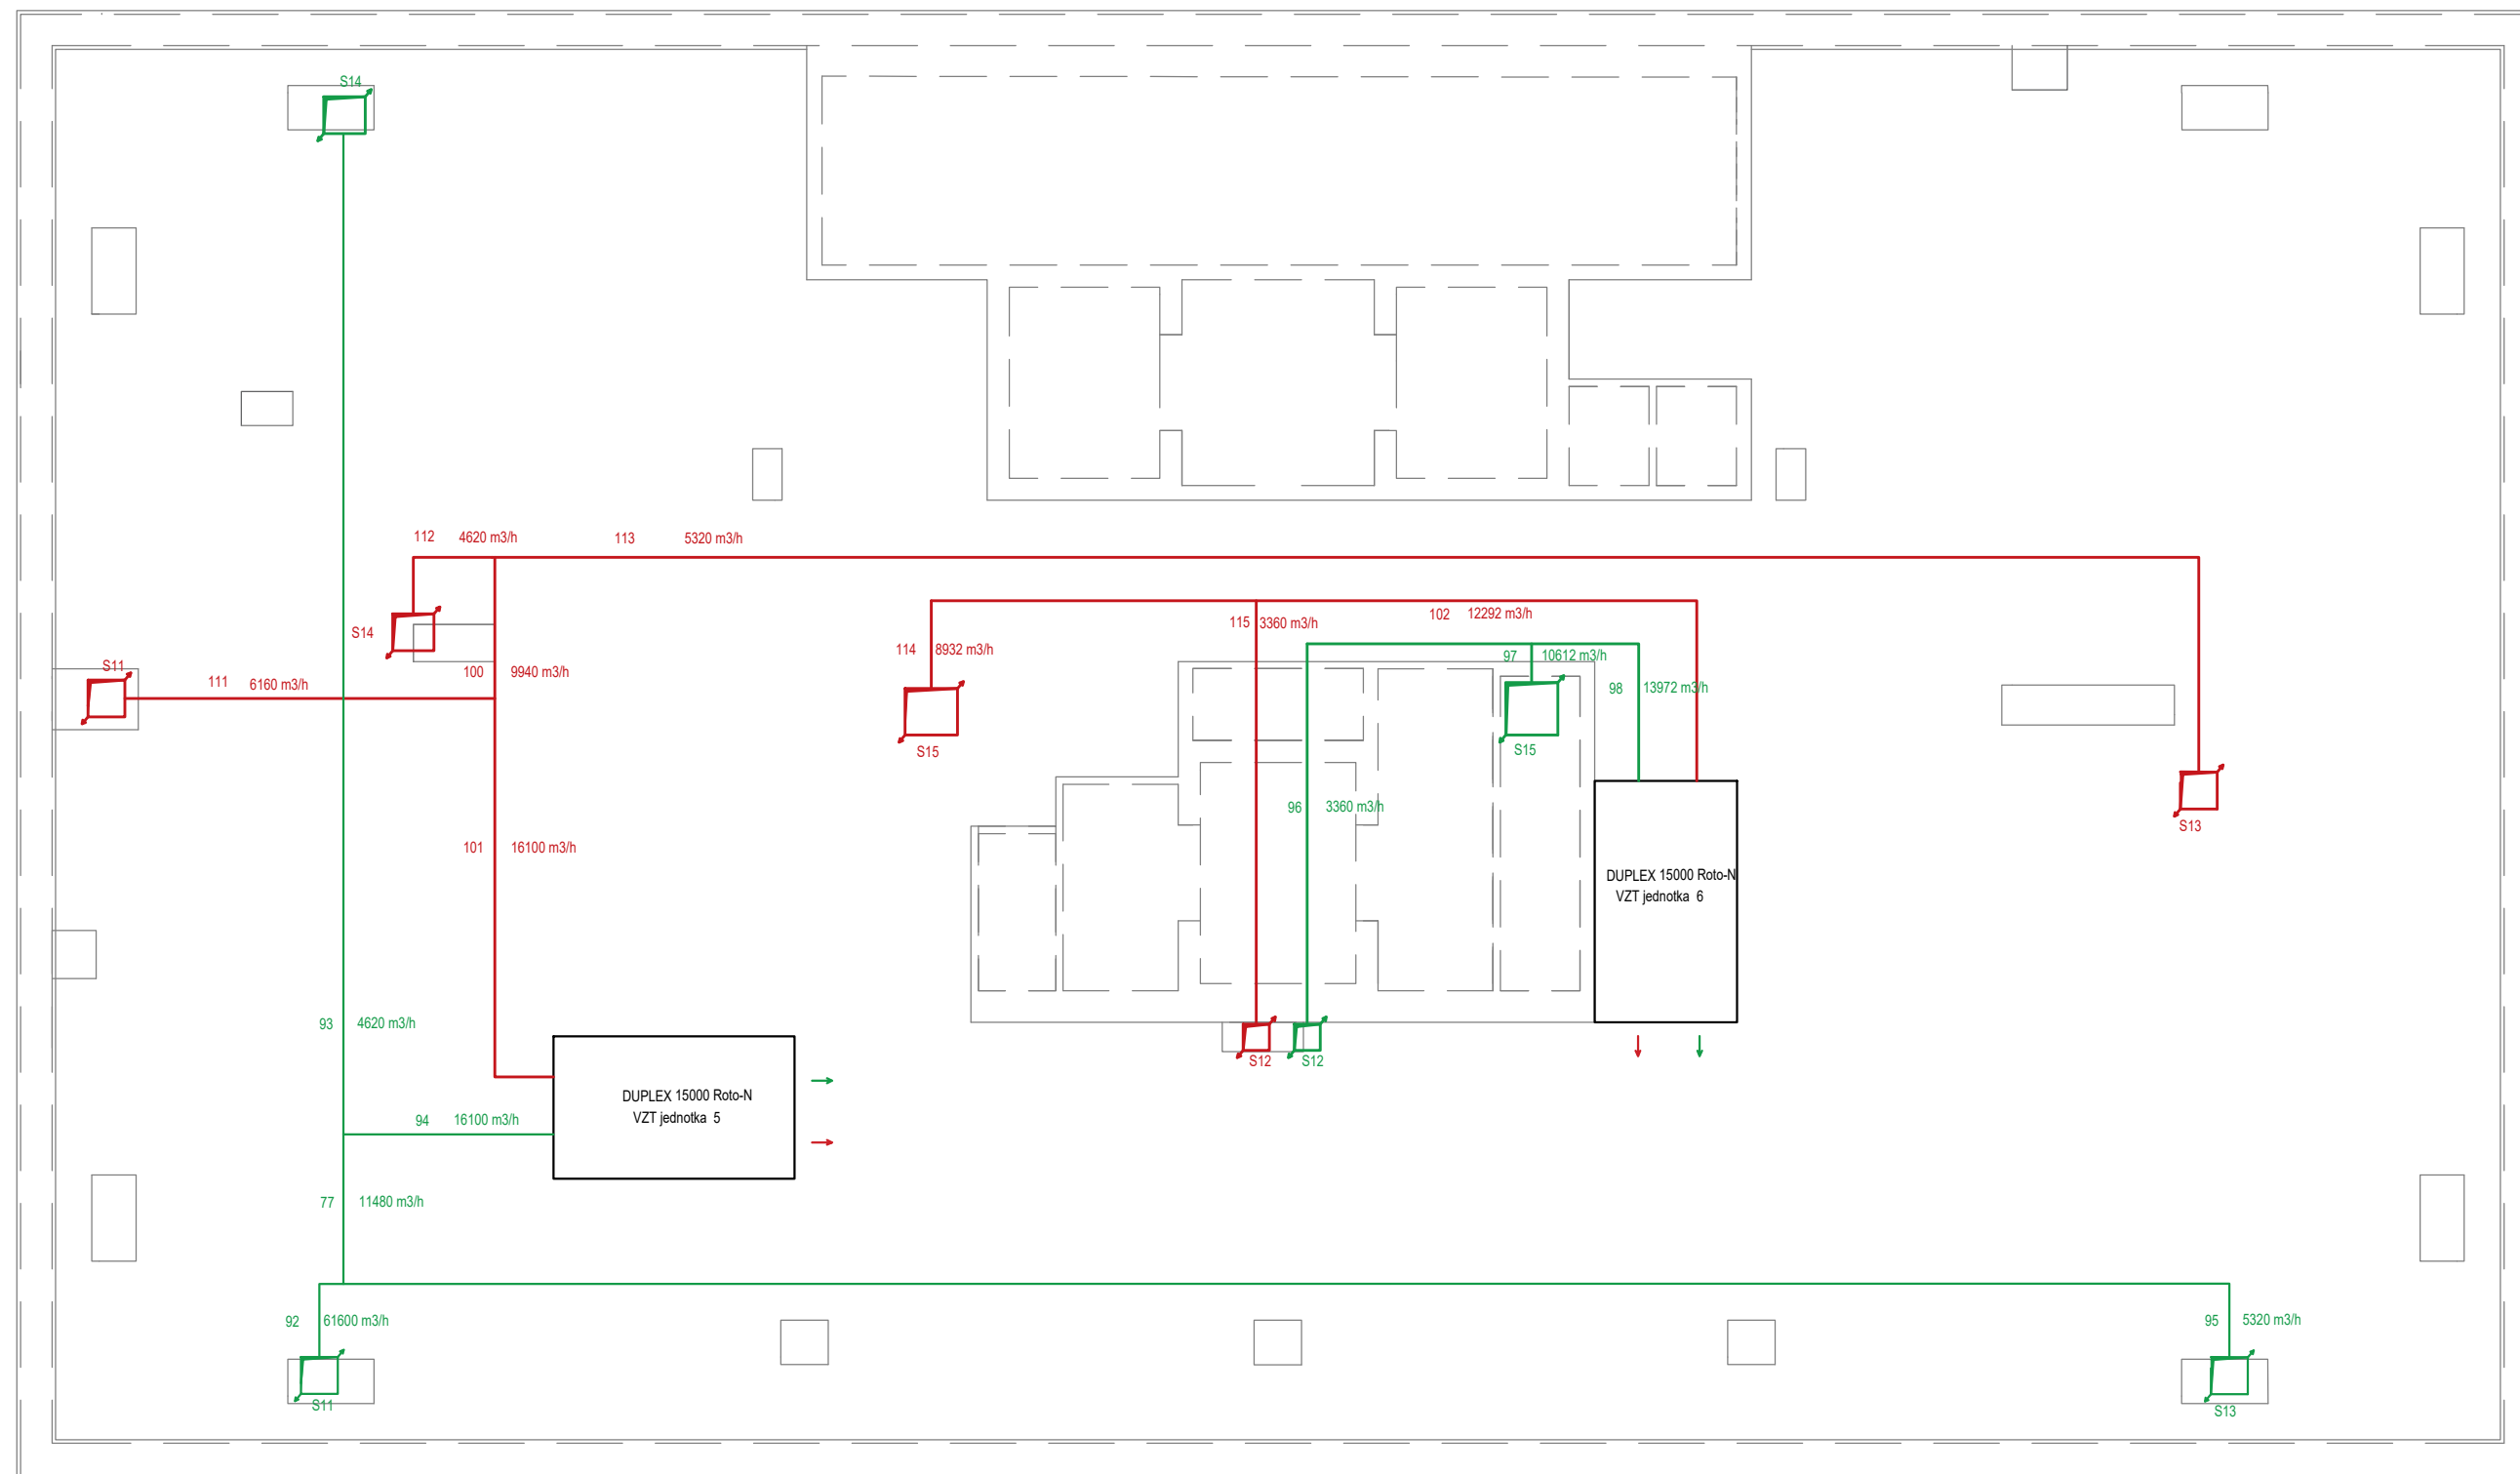 S14
112 4620 m3/h 113 5320 m3/h
115 3360 m3/h 102 12292 m3/h
S14
114 8932 m3/h 97 10612 m3/h
S11
111 6160 m3/h 100 9940 m3/h 98 13972 m3/h
S15 S15
96 3360 m3/h
S13
101 16100 m3/h
DUPLEX 15000 Roto-N
VZT jednotka 6
93 4620 m3/h
S12 S12
DUPLEX 15000 Roto-N
VZT jednotka 5
94 16100 m3/h
77 11480 m3/h
92 61600 m3/h 95 5320 m3/h
S11 S13